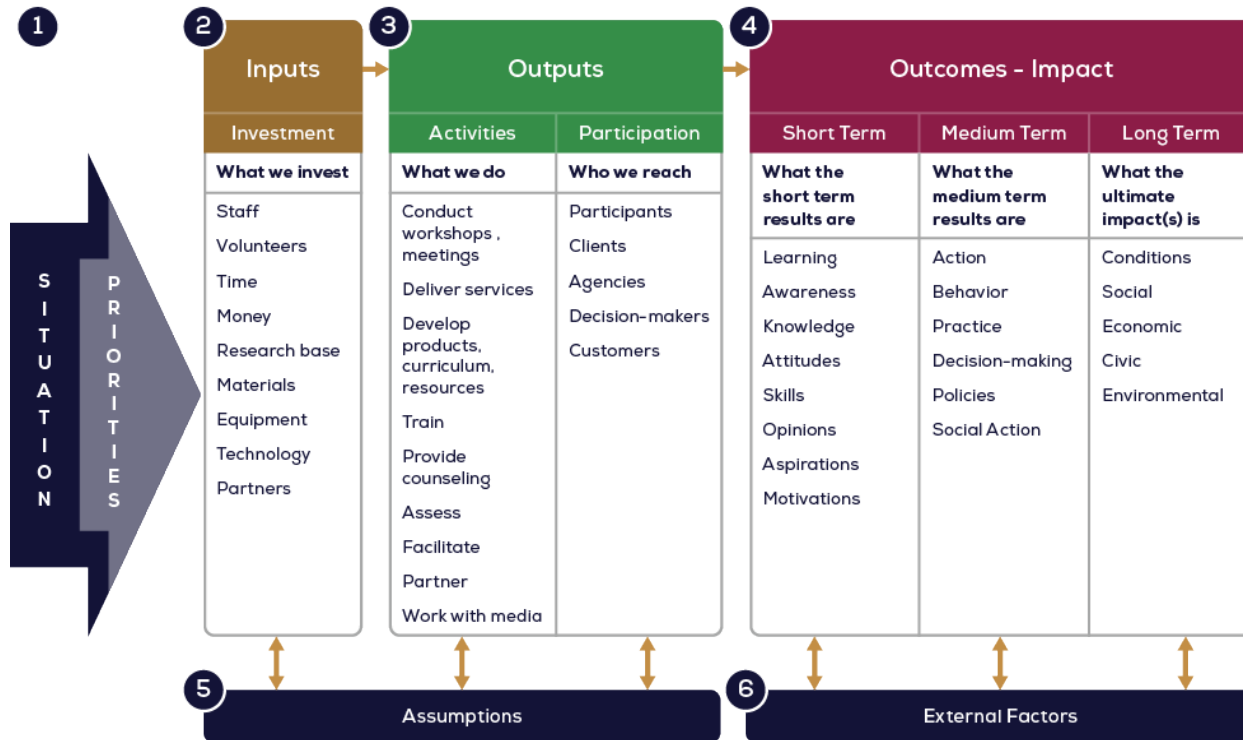 1
SITUATION
PRIORITIES
2
Inputs
Investment
What we invest
Staff
Volunteers
Time
Money
Research base
Materials
Equipment
Technology
Partners
3
Outputs
Activities
What we do
Conduct
workshops ,
meetings
Deliver services
Develop
products,
curriculum,
resources
Train
Provide
counseling
Assess
Facilitate
Partner
Work with media
Participation
Who we reach
Participants
Clients
Agencies
Decision-makers
Customers
4
Outcomes - Impact
Short Term
What the
short term
results are
Learning
Awareness
Knowledge
Attitudes
Skills
Opinions
Aspirations
Motivations
Medium Term
What the
medium term
results are
Action
Behavior
Practice
Decision-making
Policies
Social Action
Long Term
What the
ultimate
impact(s) is
Conditions
Social
Economic
Civic
Environmental
5
Assumptions
6
External Factors